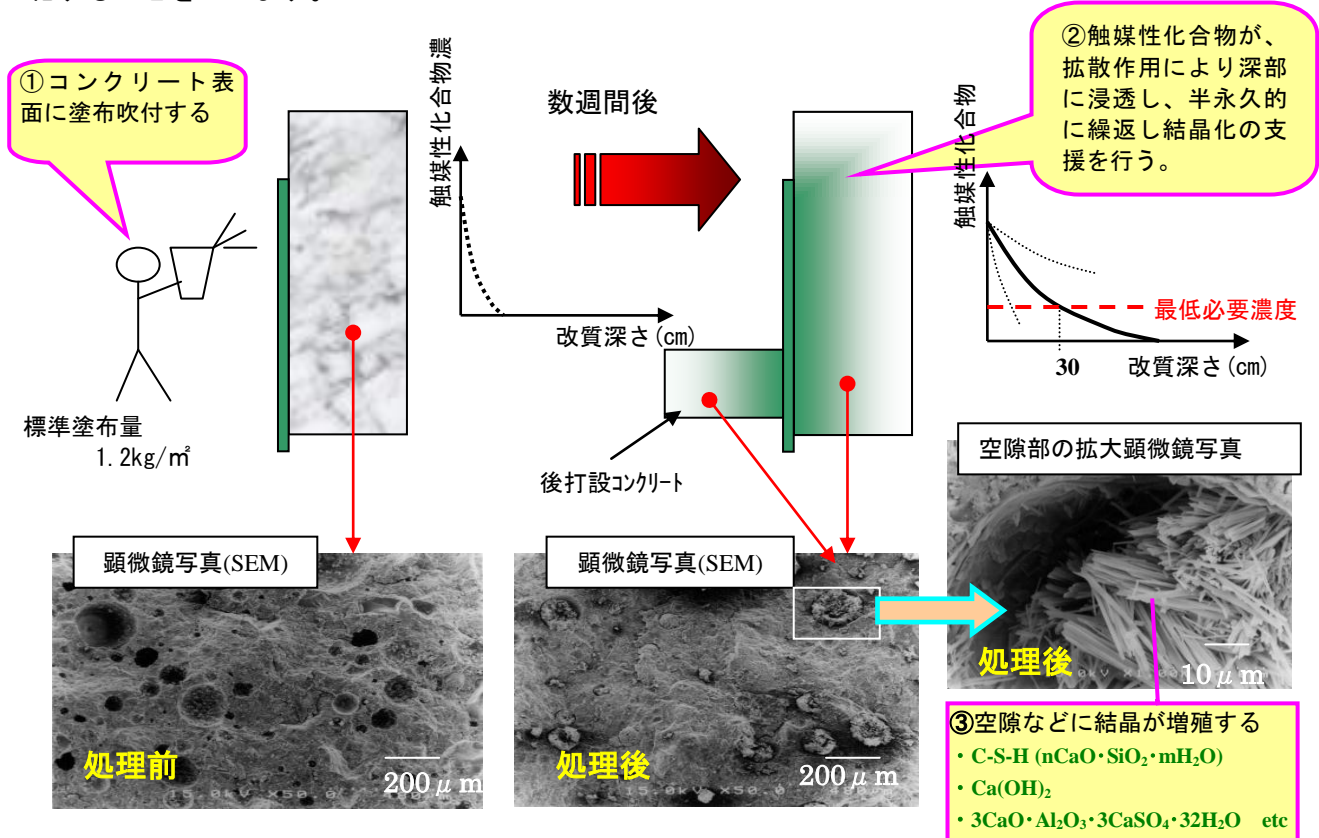 ①コンクリート表
面に塗布吹付する
標準塗布量
1.2kg/㎡
触媒性化合物濃
改質深さ(cm)
数週間後
②触媒性化合物が、
拡散作用により深部
に浸透し、半永久的
に繰返し結晶化の支
援を行う。
触媒性化合物
最低必要濃度
30
改質深さ(cm)
後打設ｺﾝｸﾘｰﾄ
顕微鏡写真(SEM)
処理前
200μm
15.0kV X50.0
顕微鏡写真(SEM)
処理後
200μm
15.0kV X50.0
空隙部の拡大顕微鏡写真
処理後
10μm
③空隙などに結晶が増殖する
・C-S-H (nCaO・SiO₂・mH₂O)
・Ca(OH)₂
・3CaO・Al₂O₃・3CaSO₄・32H₂O etc